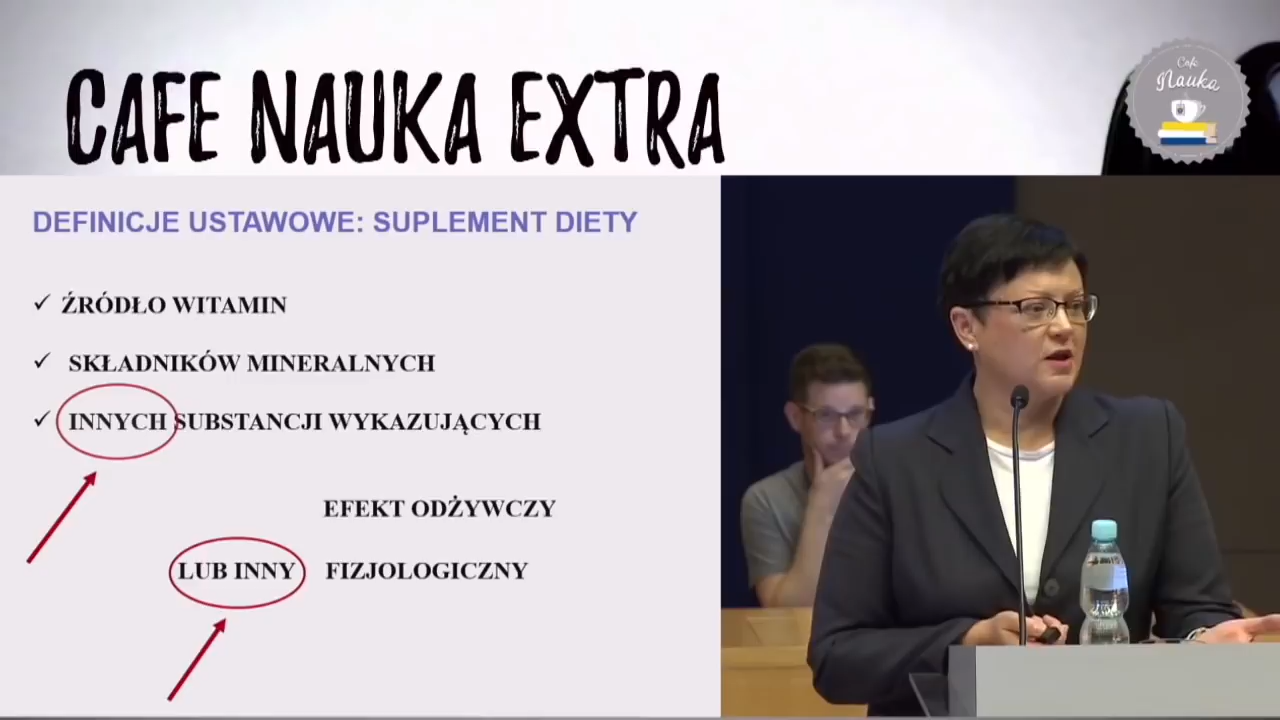 CAFE NAUKA EXTRA
Cafe
Nauka
DEFINICJE USTAWOWE: SUPLEMENT DIETY
✓ ŹRÓDŁO WITAMIN
✓ SKŁADNIKÓW MINERALNYCH
✓ INNYCH SUBSTANCJI WYKAZUJĄCYCH
EFEKT ODŻYWCZY
LUB INNY FIZJOLOGICZNY